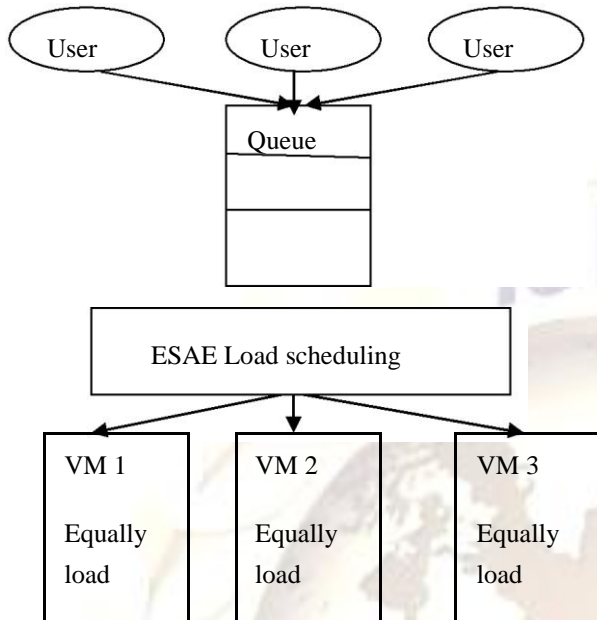 User User User
Queue
ESAE Load scheduling
VM 1 VM 2 VM 3
Equally Equally Equally
load load load